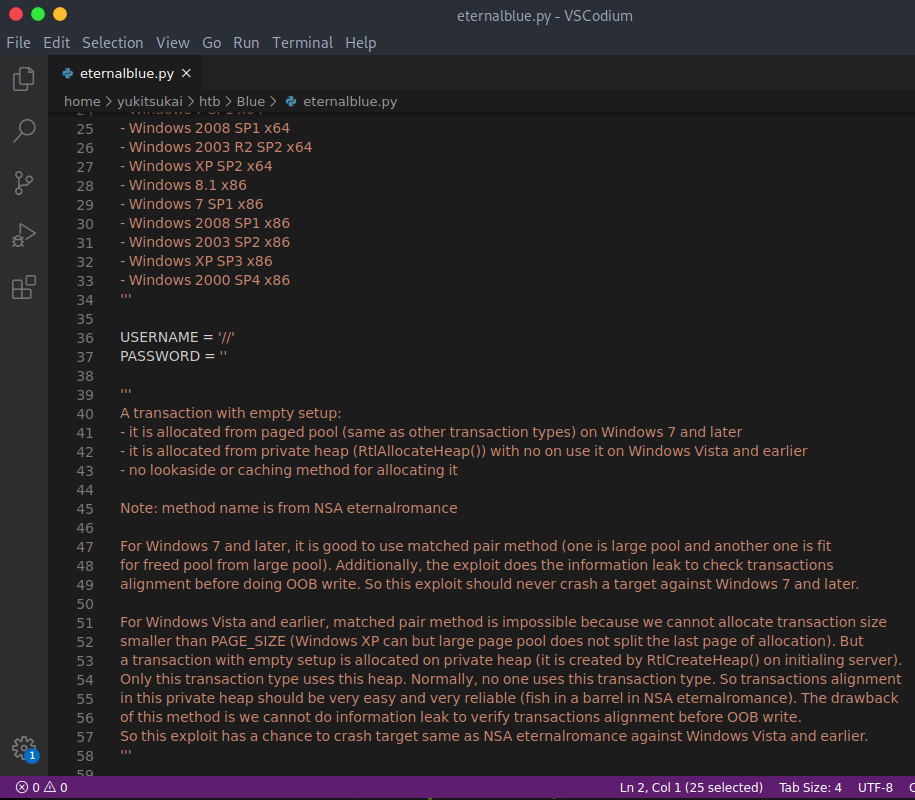 eternalblue.py - VSCodium
File Edit Selection View Go Run Terminal Help
eternalblue.py ×
home > yukitsukai > htb > Blue > eternalblue.py
25 - Windows 2008 SP1 x64
26 - Windows 2003 R2 SP2 x64
27 - Windows XP SP2 x64
28 - Windows 8.1 x86
29 - Windows 7 SP1 x86
30 - Windows 2008 SP1 x86
31 - Windows 2003 SP2 x86
32 - Windows XP SP3 x86
33 - Windows 2000 SP4 x86
34 '''
35
36 USERNAME = '//'
37 PASSWORD = ''
38
39 '''
40 A transaction with empty setup:
41 - it is allocated from paged pool (same as other transaction types) on Windows 7 and later
42 - it is allocated from private heap (RtlAllocateHeap()) with no on use it on Windows Vista and earlier
43 - no lookaside or caching method for allocating it
44
45 Note: method name is from NSA eternalromance
46
47 For Windows 7 and later, it is good to use matched pair method (one is large pool and another one is fit
48 for freed pool from large pool). Additionally, the exploit does the information leak to check transactions
49 alignment before doing OOB write. So this exploit should never crash a target against Windows 7 and later.
50
51 For Windows Vista and earlier, matched pair method is impossible because we cannot allocate transaction size
52 smaller than PAGE_SIZE (Windows XP can but large page pool does not split the last page of allocation). But
53 a transaction with empty setup is allocated on private heap (it is created by RtlCreateHeap() on initialing server).
54 Only this transaction type uses this heap. Normally, no one uses this transaction type. So transactions alignment
55 in this private heap should be very easy and very reliable (fish in a barrel in NSA eternalromance). The drawback
56 of this method is we cannot do information leak to verify transactions alignment before OOB write.
57 So this exploit has a chance to crash target same as NSA eternalromance against Windows Vista and earlier.
58 '''
59
1
0 0 Ln 2, Col 1 (25 selected) Tab Size: 4 UTF-8